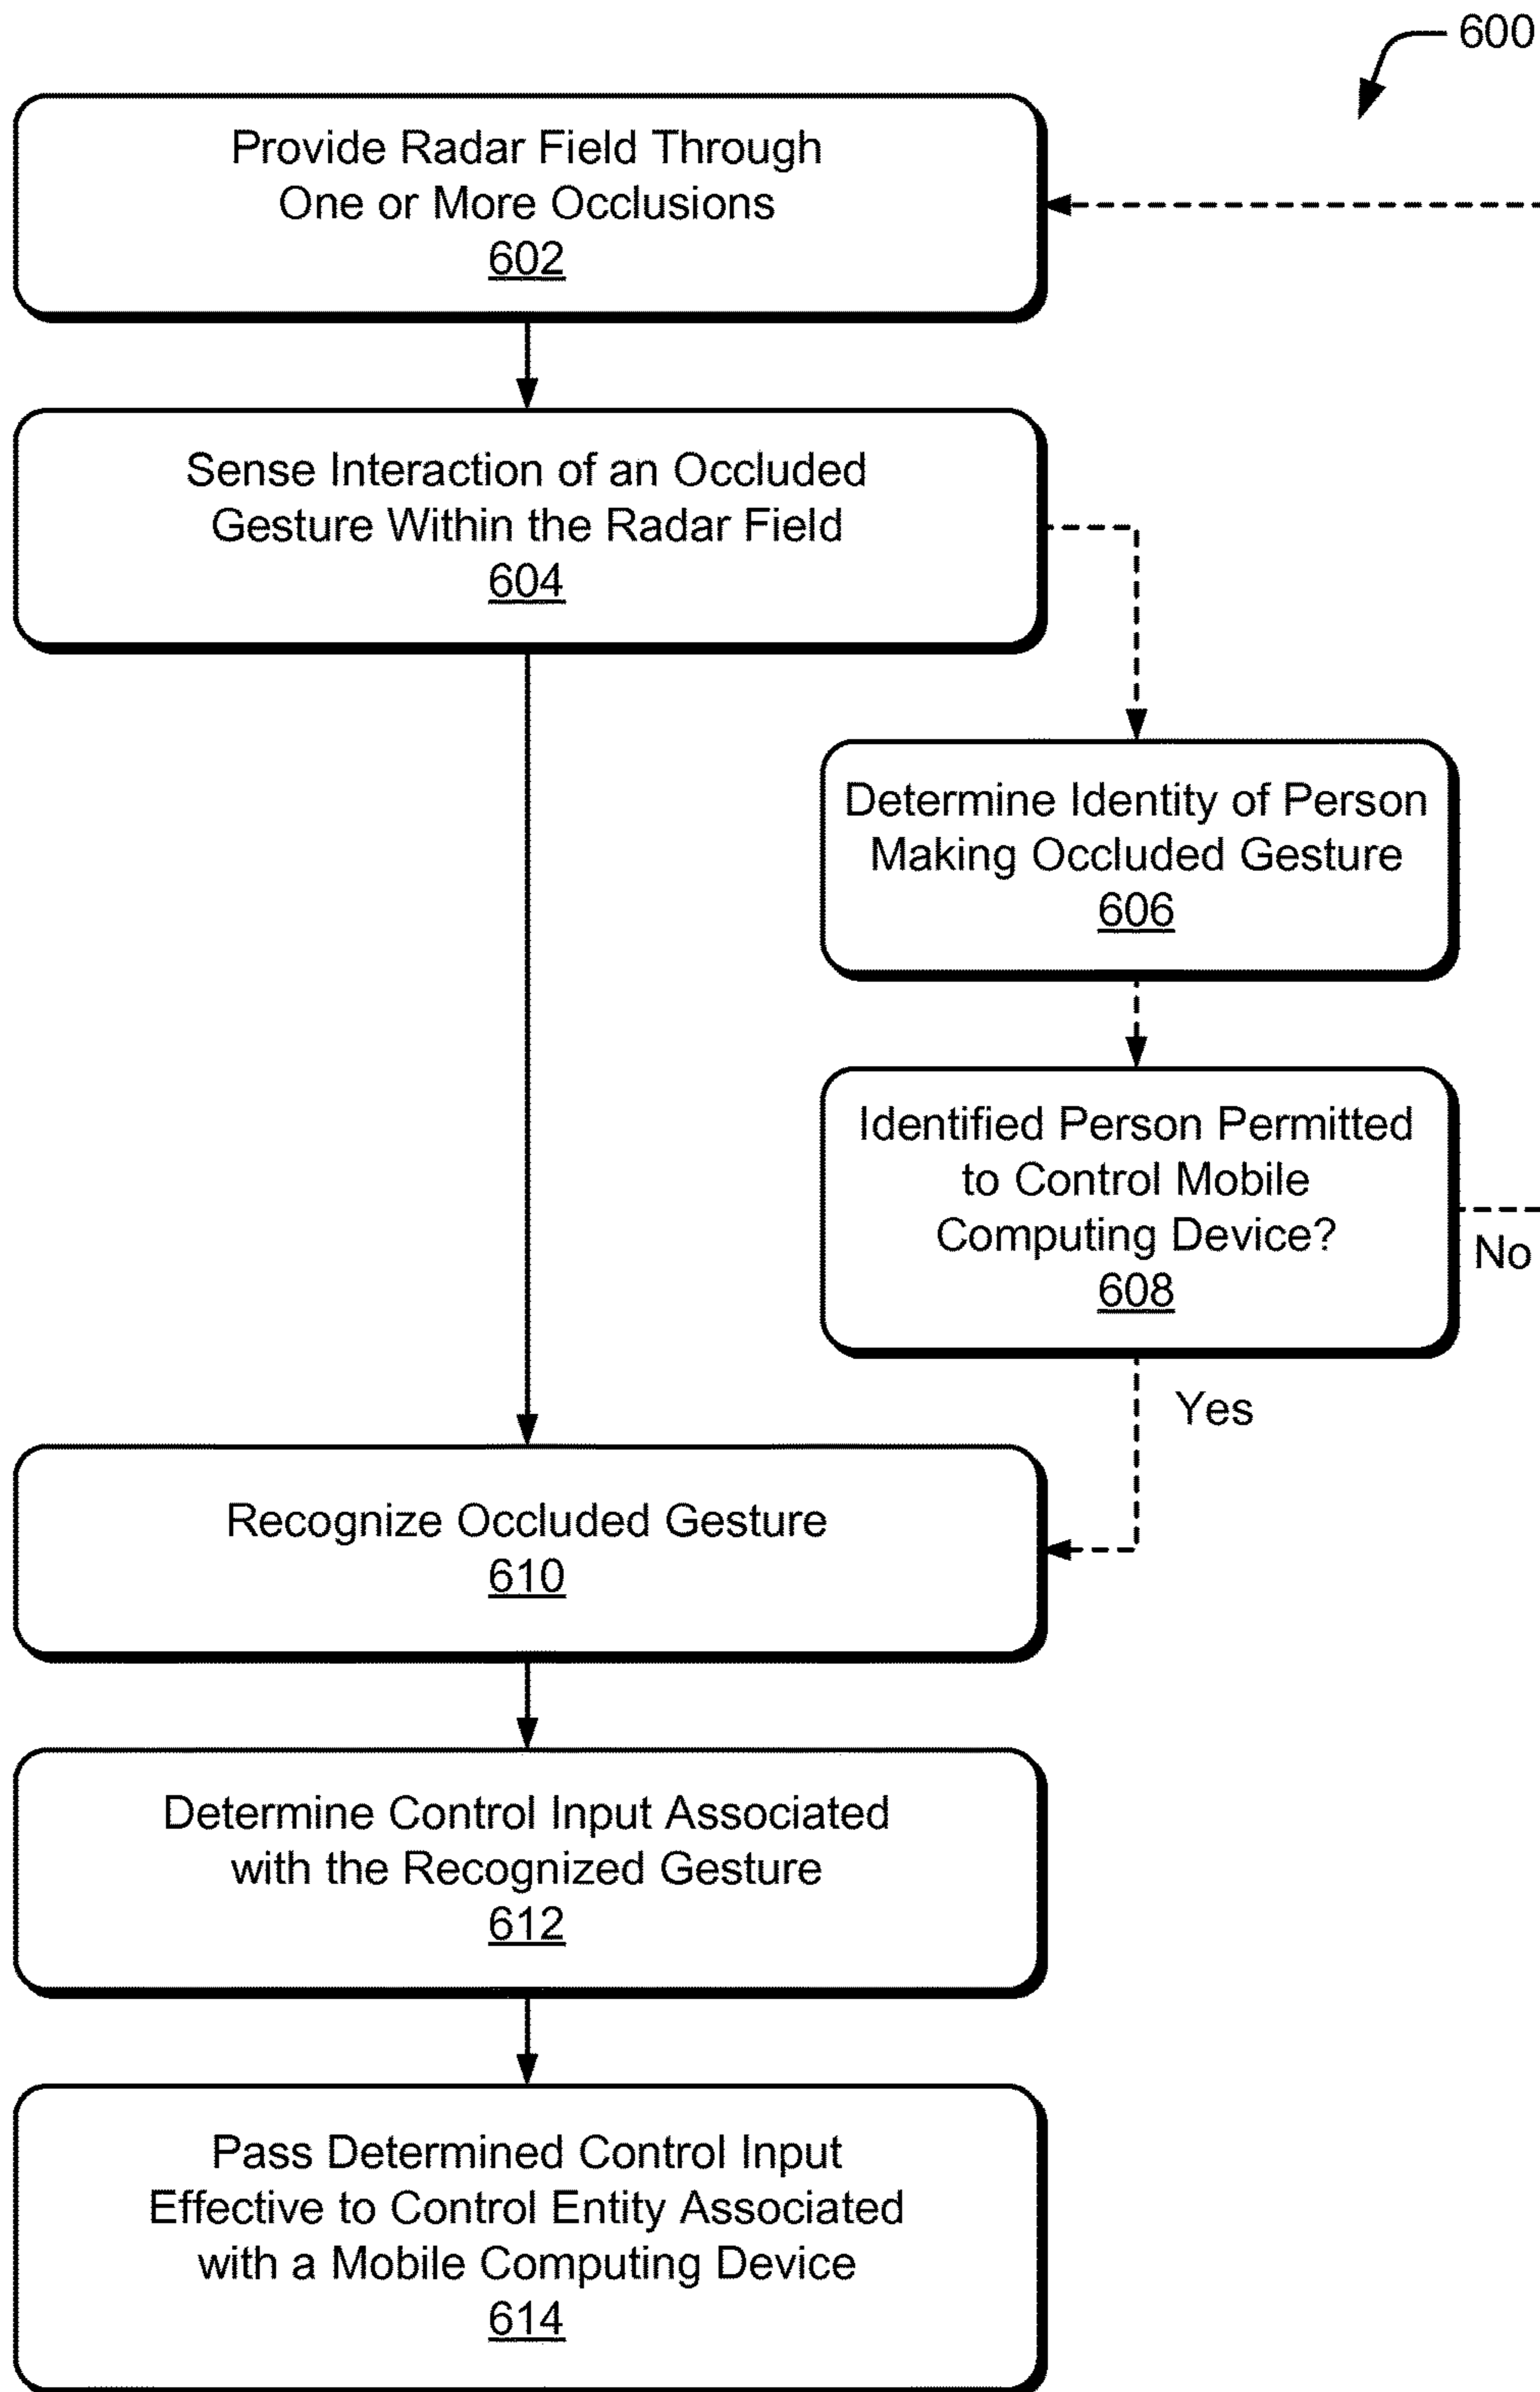 600
Provide Radar Field Through
One or More Occlusions
602
Sense Interaction of an Occluded
Gesture Within the Radar Field
604
Determine Identity of Person
Making Occluded Gesture
606
Identified Person Permitted
to Control Mobile
Computing Device?
608
No
Yes
Recognize Occluded Gesture
610
Determine Control Input Associated
with the Recognized Gesture
612
Pass Determined Control Input
Effective to Control Entity Associated
with a Mobile Computing Device
614